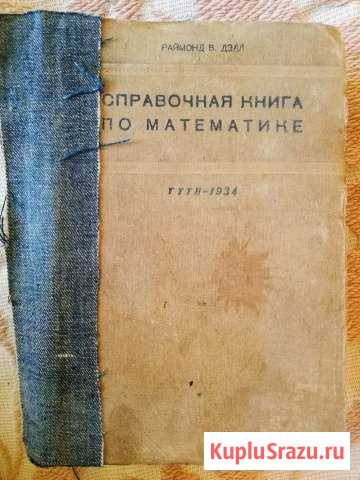 РАЙМОНД В. ДЭЛЛ
СПРАВОЧНАЯ КНИГА
ПО МАТЕМАТИКЕ
ГТТИ-1934
KupluSrazu.ru